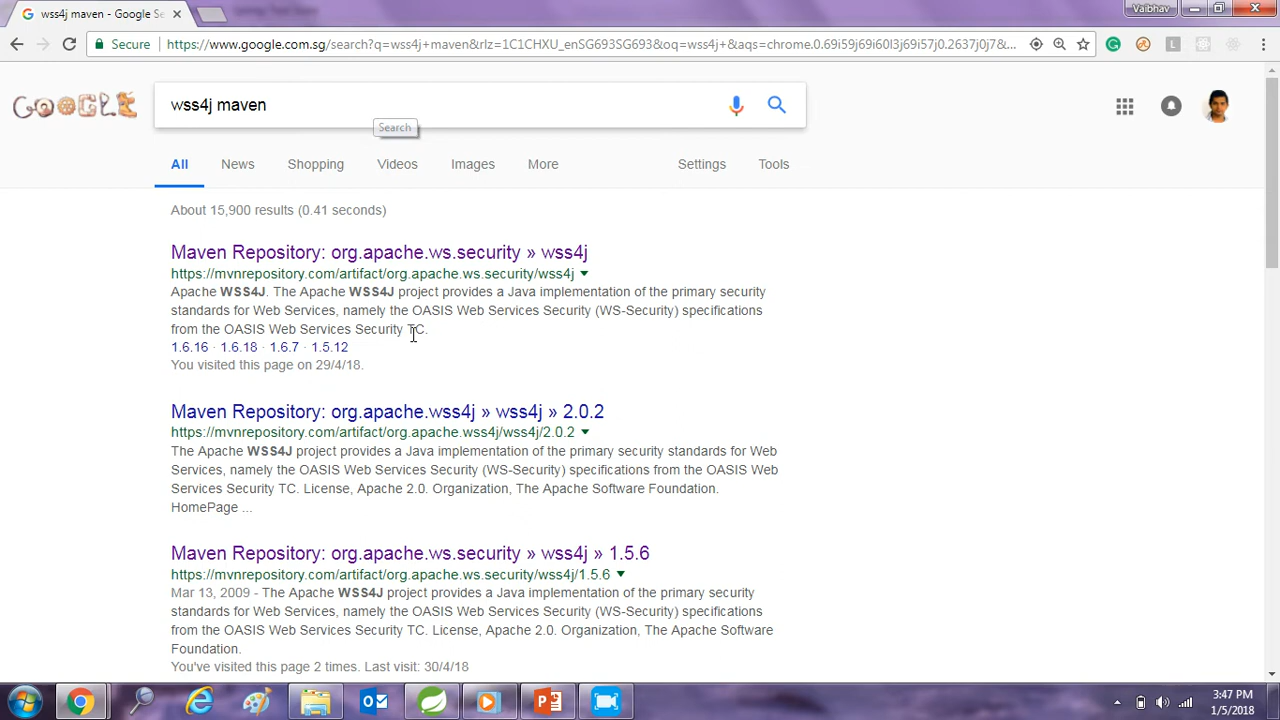 wss4j maven - Google Se
Vaibhav
Secure
https://www.google.com.sg/search?q=wss4j+maven&rlz=1C1CHXU_enSG693SG693&oq=wss4j+&aqs=chrome.0.69i59j69i60l3j69i57j0.2637j0j7&...
GOOGLE
wss4j maven
Search
All News Shopping Videos Images More Settings Tools
About 15,900 results (0.41 seconds)
Maven Repository: org.apache.ws.security » wss4j
https://mvnrepository.com/artifact/org.apache.ws.security/wss4j
Apache WSS4J. The Apache WSS4J project provides a Java implementation of the primary security
standards for Web Services, namely the OASIS Web Services Security (WS-Security) specifications
from the OASIS Web Services Security TC.
1.6.16 · 1.6.18 · 1.6.7 · 1.5.12
You visited this page on 29/4/18.
Maven Repository: org.apache.wss4j » wss4j » 2.0.2
https://mvnrepository.com/artifact/org.apache.wss4j/wss4j/2.0.2
The Apache WSS4J project provides a Java implementation of the primary security standards for Web
Services, namely the OASIS Web Services Security (WS-Security) specifications from the OASIS Web
Services Security TC. License, Apache 2.0. Organization, The Apache Software Foundation.
HomePage ...
Maven Repository: org.apache.ws.security » wss4j » 1.5.6
https://mvnrepository.com/artifact/org.apache.ws.security/wss4j/1.5.6
Mar 13, 2009 - The Apache WSS4J project provides a Java implementation of the primary security
standards for Web Services, namely the OASIS Web Services Security (WS-Security) specifications
from the OASIS Web Services Security TC. License, Apache 2.0. Organization, The Apache Software
Foundation.
You've visited this page 2 times. Last visit: 30/4/18
3:47 PM
1/5/2018